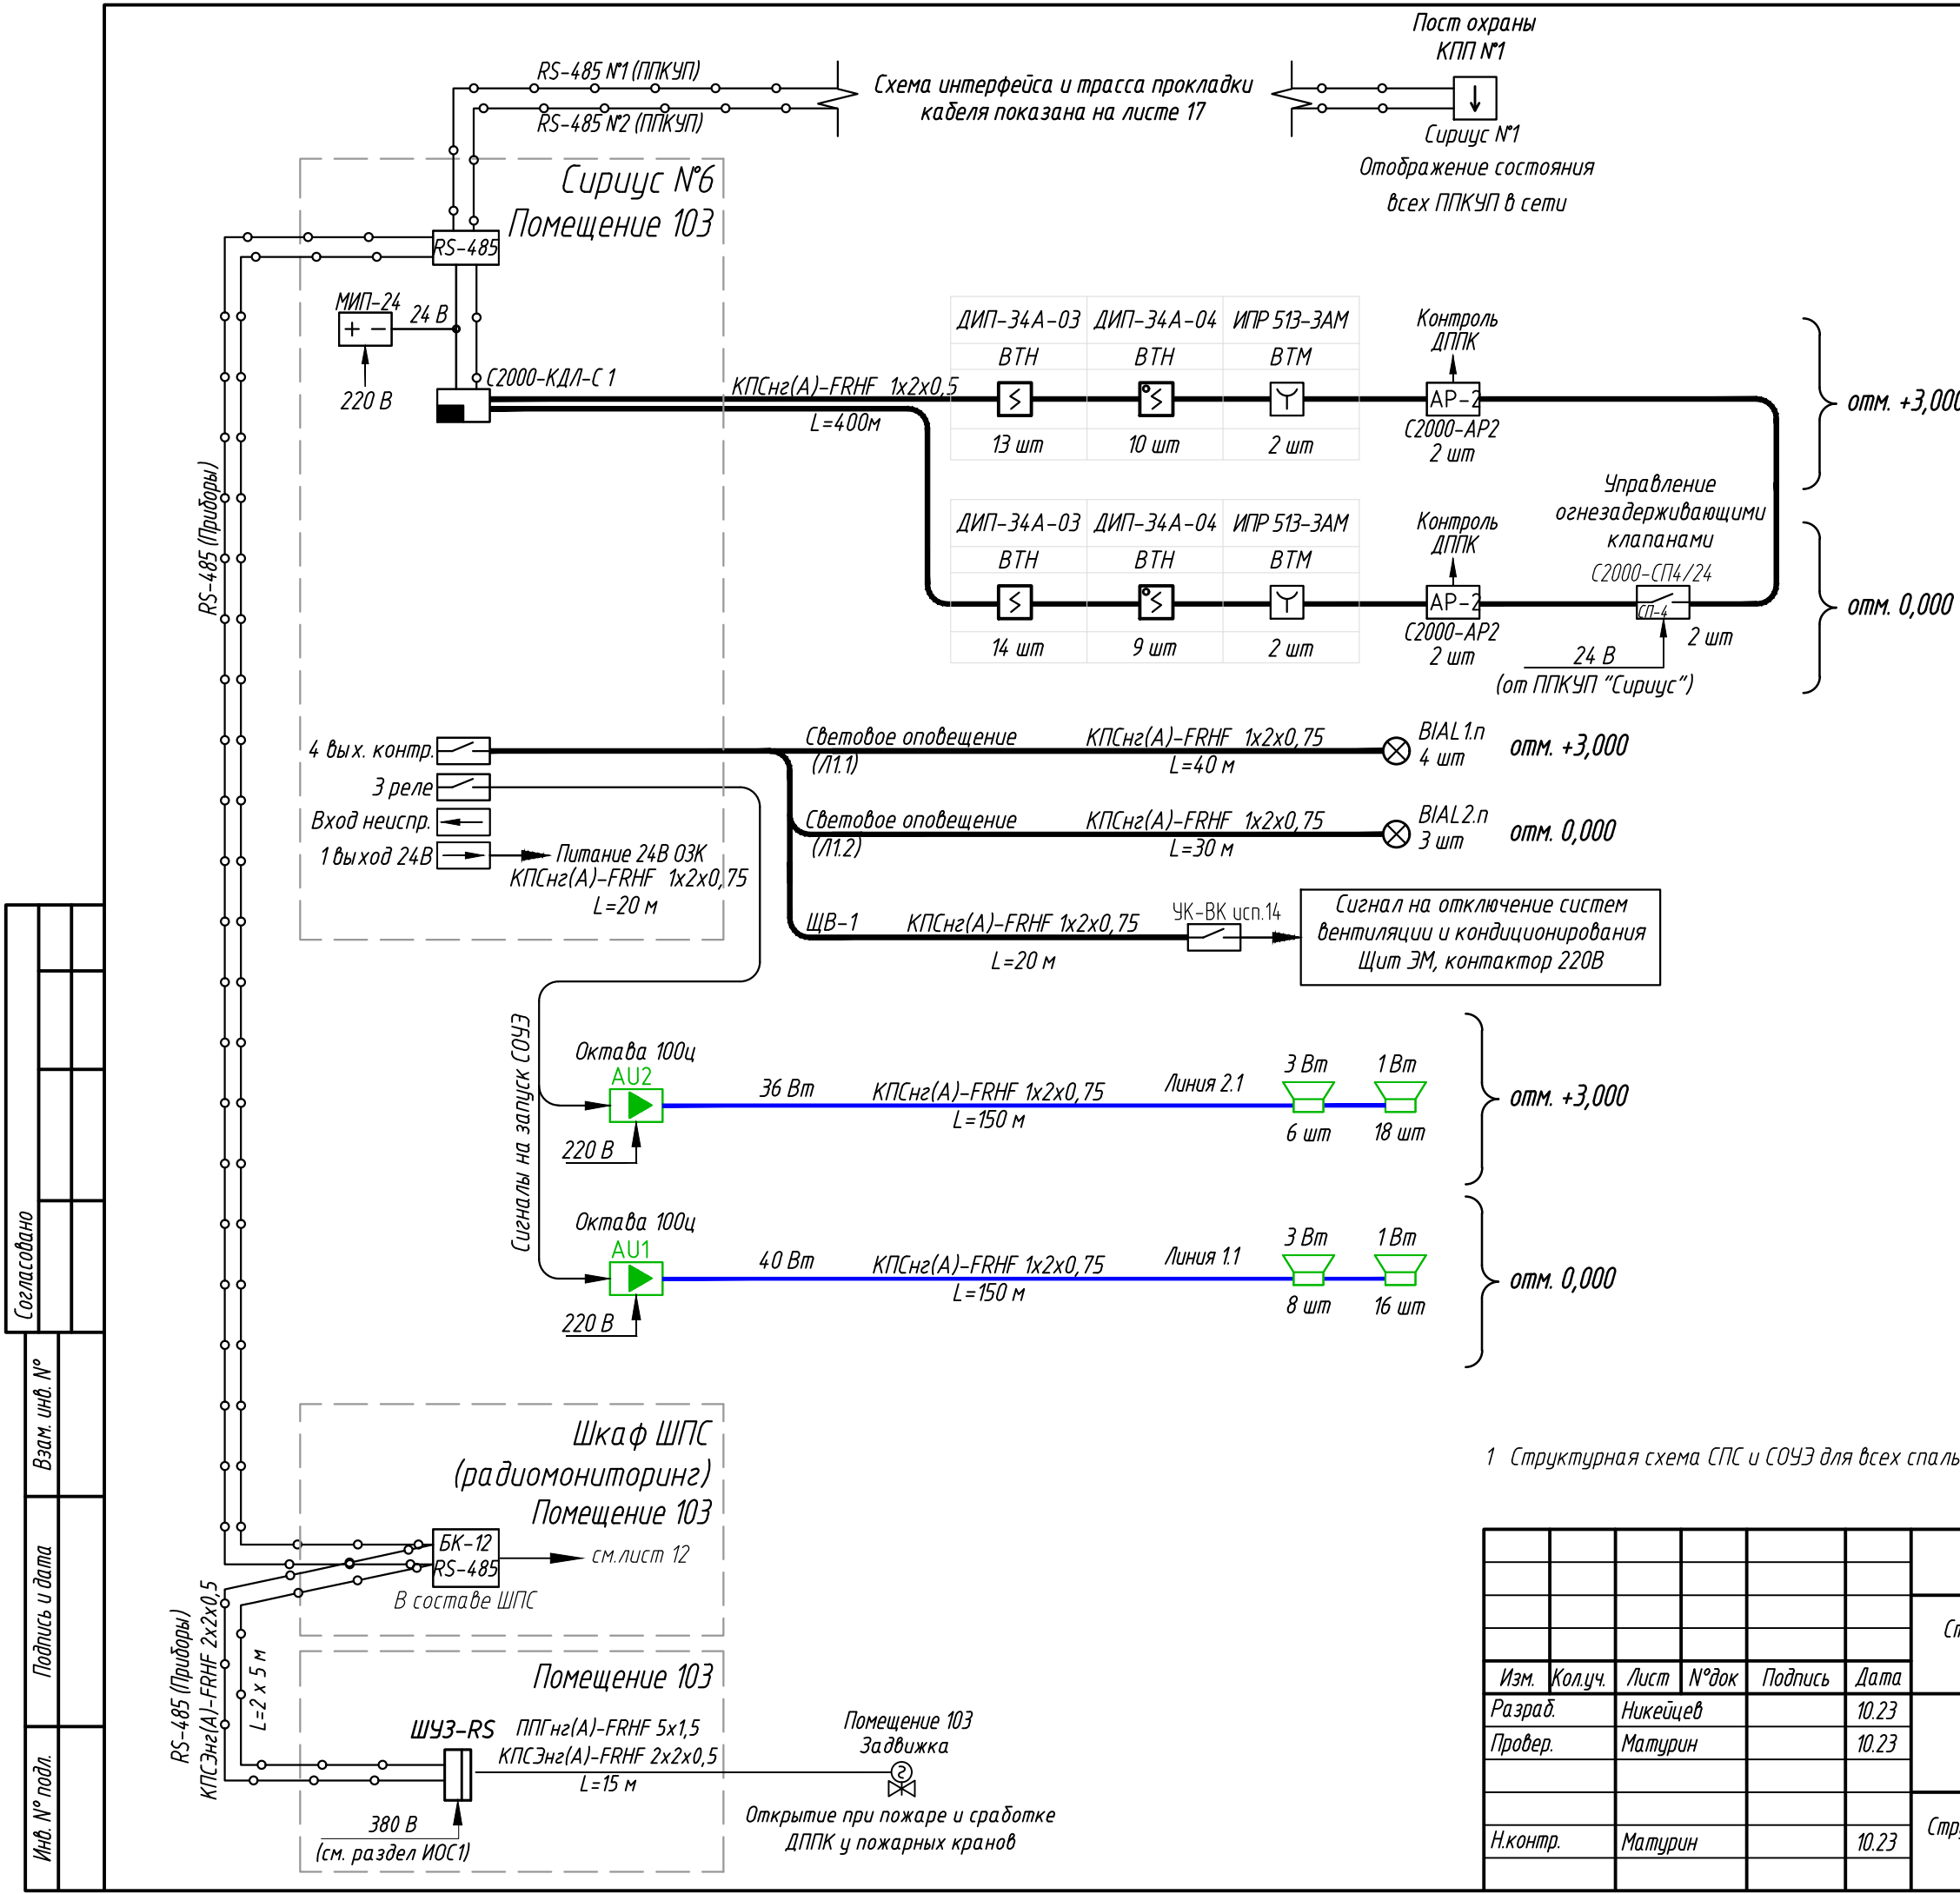 Пост охраны
КПП №1
RS-485 №1 (ППКУП)
RS-485 №2 (ППКУП)
Схема интерфейса и трасса прокладки
кабеля показана на листе 17
Сириус №1
Отображение состояния
всех ППКУП в сети
Сириус №6
Помещение 103
RS-485
МИП-24
24 В
+ -
220 В
С2000-КДЛ-С 1
КПСнг(А)-FRHF 1х2х0,5
L=400м
RS-485 (Приборы)
ДИП-34А-03 ДИП-34А-04 ИПР 513-3АМ
ВТН ВТН ВТМ
13 шт 10 шт 2 шт
Контроль
ДППК
АР-2
С2000-АР2
2 шт
отм. +3,000
ДИП-34А-03 ДИП-34А-04 ИПР 513-3АМ
ВТН ВТН ВТМ
14 шт 9 шт 2 шт
Контроль
ДППК
АР-2
С2000-АР2
2 шт
Управление
огнезадерживающими
клапанами
С2000-СП4/24
СП-4
2 шт
24 В
(от ППКУП "Сириус")
отм. 0,000
4 вых. контр.
3 реле
Вход неиспр.
1 выход 24В
Питание 24В ОЗК
КПСнг(А)-FRHF 1х2х0,75
L=20 м
Световое оповещение
(Л1.1)
КПСнг(А)-FRHF 1х2х0,75
L=40 м
BIAL1.п
4 шт
отм. +3,000
Световое оповещение
(Л1.2)
КПСнг(А)-FRHF 1х2х0,75
L=30 м
BIAL2.п
3 шт
отм. 0,000
ЩВ-1
КПСнг(А)-FRHF 1х2х0,75
L=20 м
УК-ВК исп.14
Сигнал на отключение систем
вентиляции и кондиционирования
Щит ЭМ, контактор 220В
Сигналы на запуск СОУЭ
Октава 100ц
AU2
220 В
36 Вт
КПСнг(А)-FRHF 1х2х0,75
L=150 м
Линия 2.1
3 Вт 1 Вт
6 шт 18 шт
отм. +3,000
Октава 100ц
AU1
220 В
40 Вт
КПСнг(А)-FRHF 1х2х0,75
L=150 м
Линия 1.1
3 Вт 1 Вт
8 шт 16 шт
отм. 0,000
Шкаф ШПС
(радиомониторинг)
Помещение 103
БК-12
RS-485
см.лист 12
В составе ШПС
RS-485 (Приборы)
КПСЭнг(А)-FRHF 2х2х0,5
L=2 х 5 м
Помещение 103
ШУЗ-RS
ППГнг(А)-FRHF 5х1,5
КПСЭнг(А)-FRHF 2х2х0,5
L=15 м
380 В
(см. раздел ИОС1)
Помещение 103
Задвижка
Открытие при пожаре и сработке
ДППК у пожарных кранов
1 Структурная схема СПС и СОУЭ для всех спаль
Согласовано
Взам. инв. №
Подпись и дата
Инв. № подл.
Изм. Кол.уч. Лист №док Подпись Дата
Разраб. Никейцев 10.23
Провер. Матурин 10.23
Н.контр. Матурин 10.23